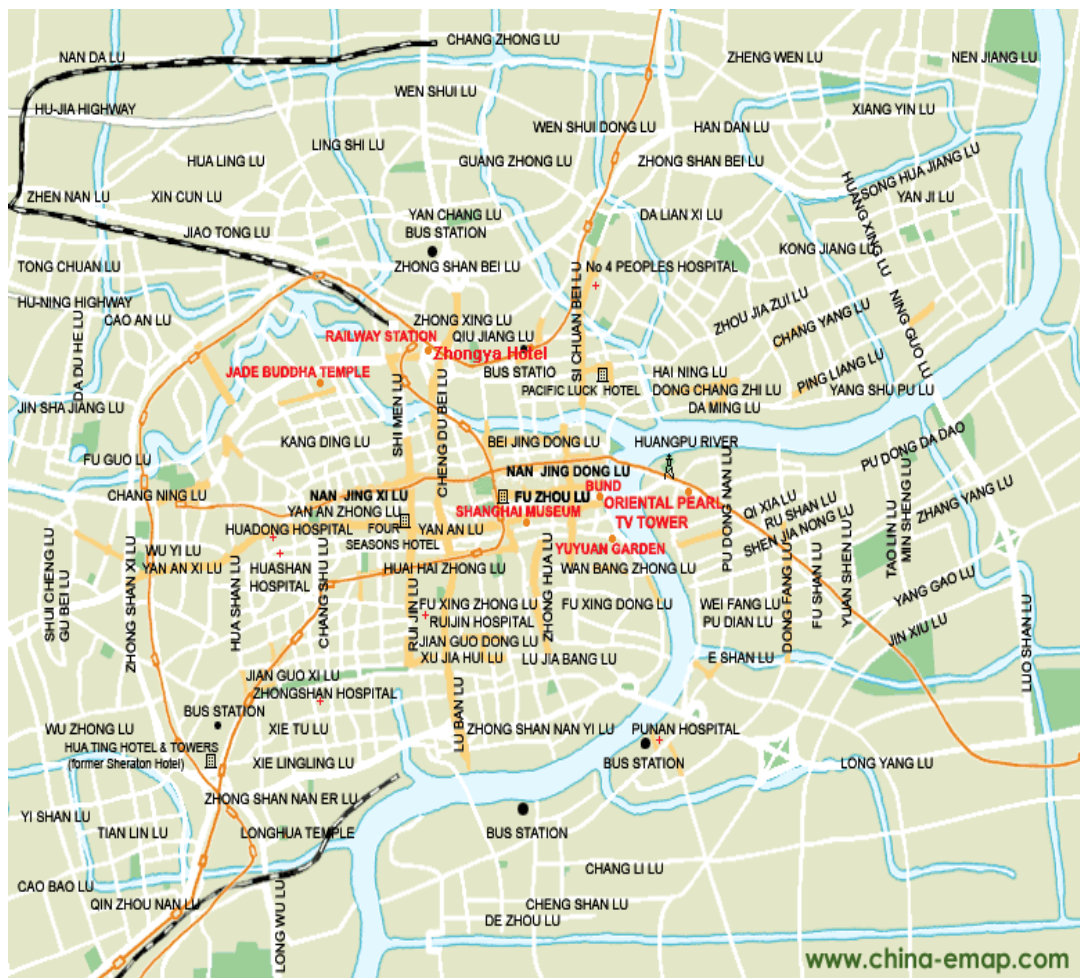 CHANG ZHONG LU
NAN DA LU
ZHENG WEN LU
NEN JIANG LU
WEN SHUI LU
HU-JIA HIGHWAY
XIANG YIN LU
WEN SHUI DONG LU
HAN DAN LU
LING SHI LU
HUA LING LU
GUANG ZHONG LU
ZHONG SHAN BEI LU
SONG HUA JIANG LU
HUANG XING LU
ZHEN NAN LU
XIN CUN LU
YAN JI LU
YAN CHANG LU
BUS STATION
DA LIAN XI LU
JIAO TONG LU
KONG JIANG LU
TONG CHUAN LU
ZHONG SHAN BEI LU
No 4 PEOPLES HOSPITAL
SI CHUAN BEI LU
HU-NING HIGHWAY
CAO AN LU
DA DU HE LU
ZHOU JIA ZUI LU
CHANG YANG LU
NING GUO LU
ZHONG XING LU
RAILWAY STATION
QIU JIANG LU
Zhongya Hotel
BUS STATIO
JADE BUDDHA TEMPLE
HAI NING LU
PING LIANG LU
PACIFIC LUCK HOTEL
DONG CHANG ZHI LU
YANG SHU PU LU
JIN SHA JIANG LU
DA MING LU
SHI MEN LU
CHENG DU BEI LU
KANG DING LU
BEI JING DONG LU
HUANGPU RIVER
PU DONG DA DAO
FU GUO LU
NAN JING DONG LU
CHANG NING LU
NAN JING XI LU
FU ZHOU LU
BUND
ORIENTAL PEARL
TV TOWER
PU DONG NAN LU
QI XIA LU
RU SHAN LU
SHEN JIA NONG LU
TAO LIN LU
MIN SHENG LU
ZHANG YANG LU
YAN AN ZHONG LU
SHANGHAI MUSEUM
HUADONG HOSPITAL
FOUR
SEASONS HOTEL
YAN AN LU
YUYUAN GARDEN
WU YI LU
YAN AN XI LU
HUASHAN
HOSPITAL
HUAI HAI ZHONG LU
WAN BANG ZHONG LU
SHUI CHENG LU
GU BEI LU
ZHONG SHAN XI LU
HUA SHAN LU
CHANG SHU LU
RUI JIN LU
ZHONG HUA LU
DONG FANG LU
FU SHAN LU
YUAN SHEN LU
YANG GAO LU
FU XING ZHONG LU
FU XING DONG LU
WEI FANG LU
PU DIAN LU
RUIJIN HOSPITAL
JIN XIU LU
JIAN GUO DONG LU
XU JIA HUI LU
LU JIA BANG LU
E SHAN LU
LUO SHAN LU
JIAN GUO XI LU
ZHONGSHAN HOSPITAL
BUS STATION
LU BAN LU
WU ZHONG LU
XIE TU LU
ZHONG SHAN NAN YI LU
PUNAN HOSPITAL
HUA TING HOTEL & TOWERS
(former Sheraton Hotel)
XIE LINGLING LU
BUS STATION
LONG YANG LU
ZHONG SHAN NAN ER LU
YI SHAN LU
TIAN LIN LU
LONGHUA TEMPLE
BUS STATION
CHANG LI LU
CAO BAO LU
QIN ZHOU NAN LU
LONG WU LU
CHENG SHAN LU
DE ZHOU LU
www.china-emap.com